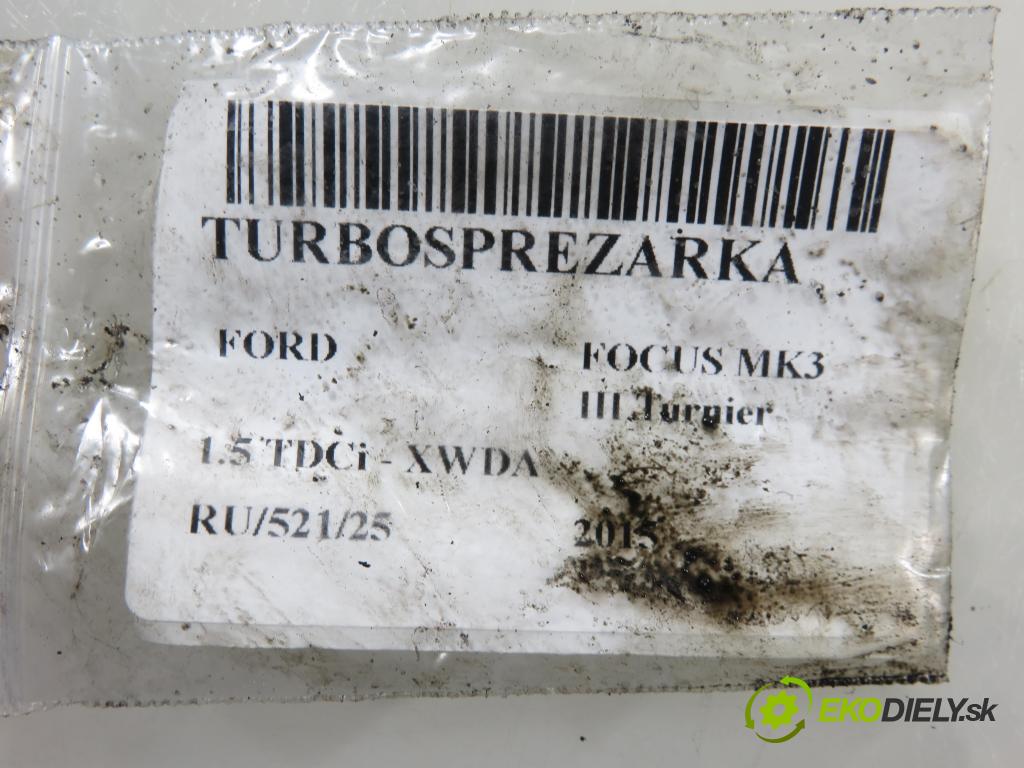 TURBOSPREZARKA
FORD FOCUS MK3
III Turnier
1.5 TDCi - XWDA
RU/521/25 2015
EKODIELY.sk